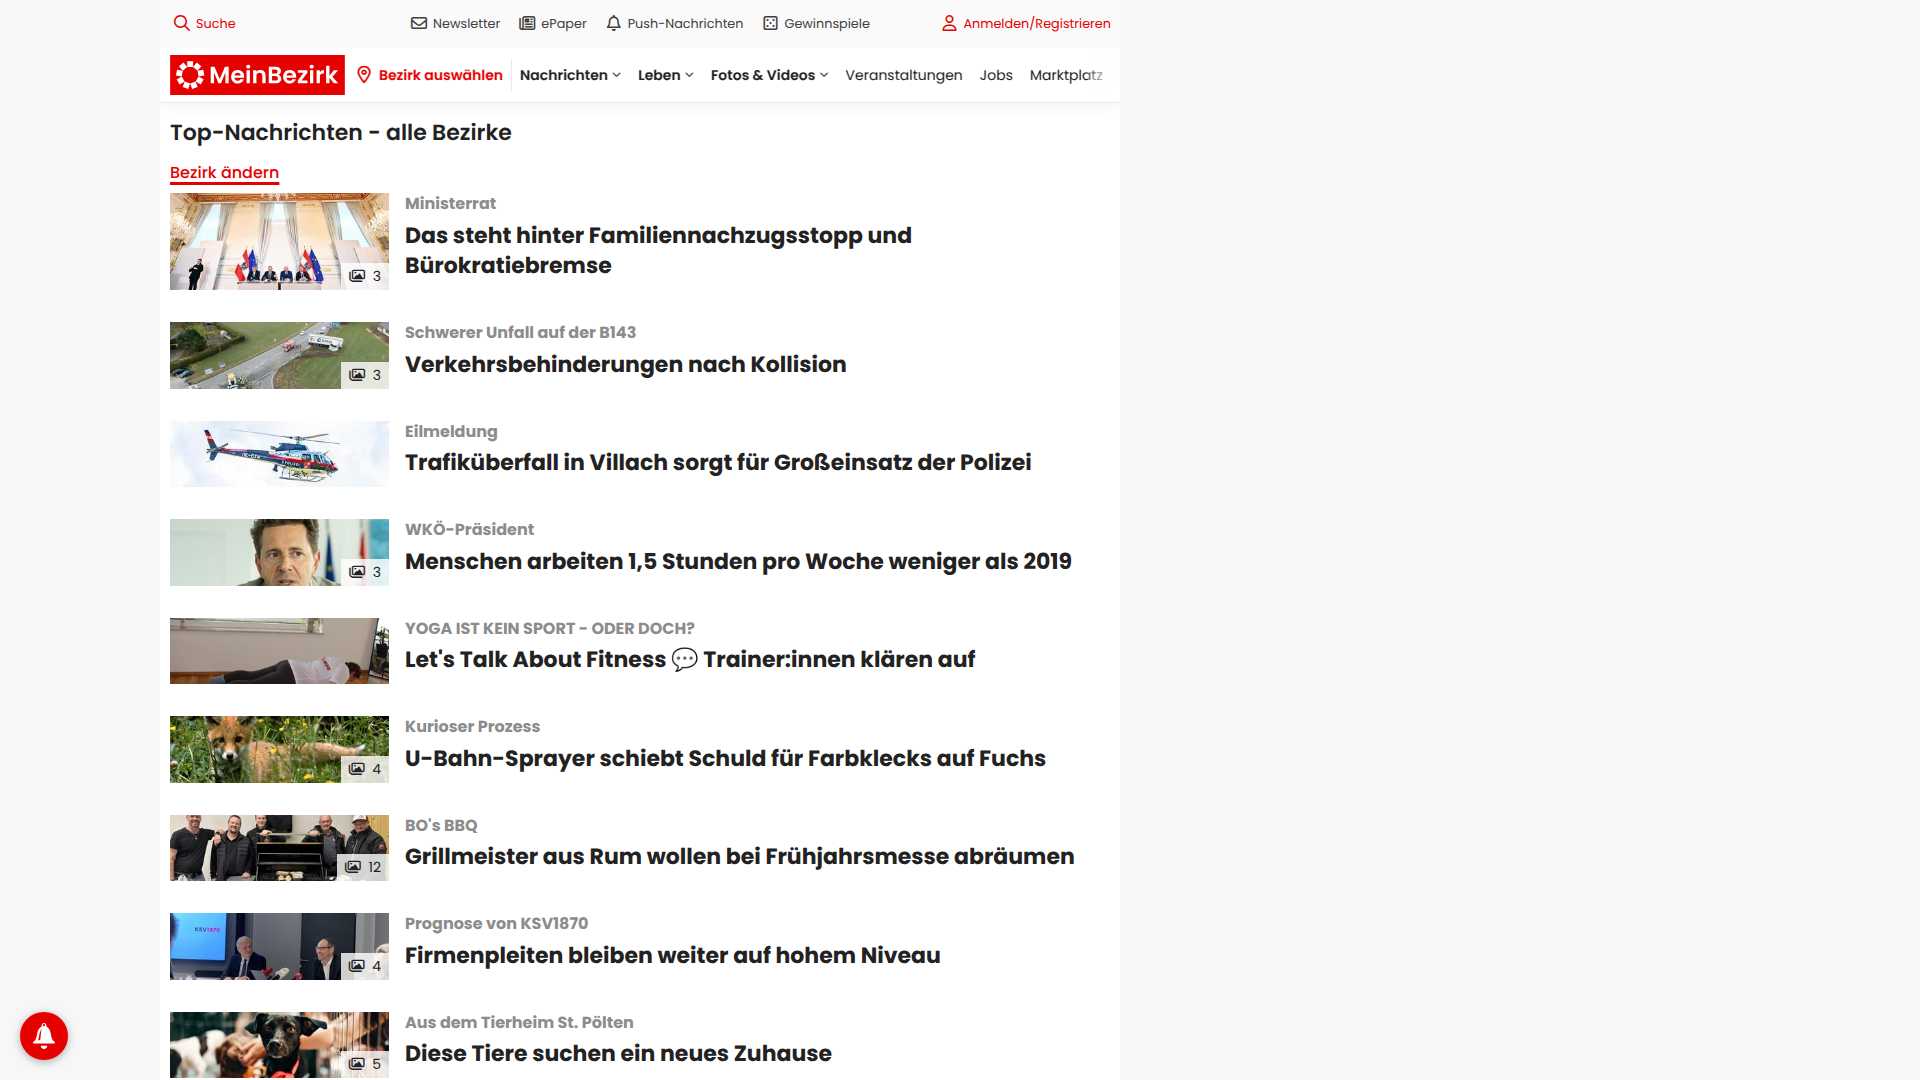 Suche
Newsletter
ePaper
Push-Nachrichten
Gewinnspiele
Anmelden/Registrieren
MeinBezirk
Bezirk auswählen
Nachrichten
Leben
Fotos & Videos
Veranstaltungen
Jobs
Marktplatz
Top-Nachrichten - alle Bezirke
Bezirk ändern
3
Ministerrat
Das steht hinter Familiennachzugsstopp und
Bürokratiebremse
3
Schwerer Unfall auf der B143
Verkehrsbehinderungen nach Kollision
Eilmeldung
Trafiküberfall in Villach sorgt für Großeinsatz der Polizei
3
WKÖ-Präsident
Menschen arbeiten 1,5 Stunden pro Woche weniger als 2019
YOGA IST KEIN SPORT - ODER DOCH?
Let's Talk About Fitness 💬 Trainer:innen klären auf
4
Kurioser Prozess
U-Bahn-Sprayer schiebt Schuld für Farbklecks auf Fuchs
12
BO's BBQ
Grillmeister aus Rum wollen bei Frühjahrsmesse abräumen
KSV1870
4
Prognose von KSV1870
Firmenpleiten bleiben weiter auf hohem Niveau
5
Aus dem Tierheim St. Pölten
Diese Tiere suchen ein neues Zuhause